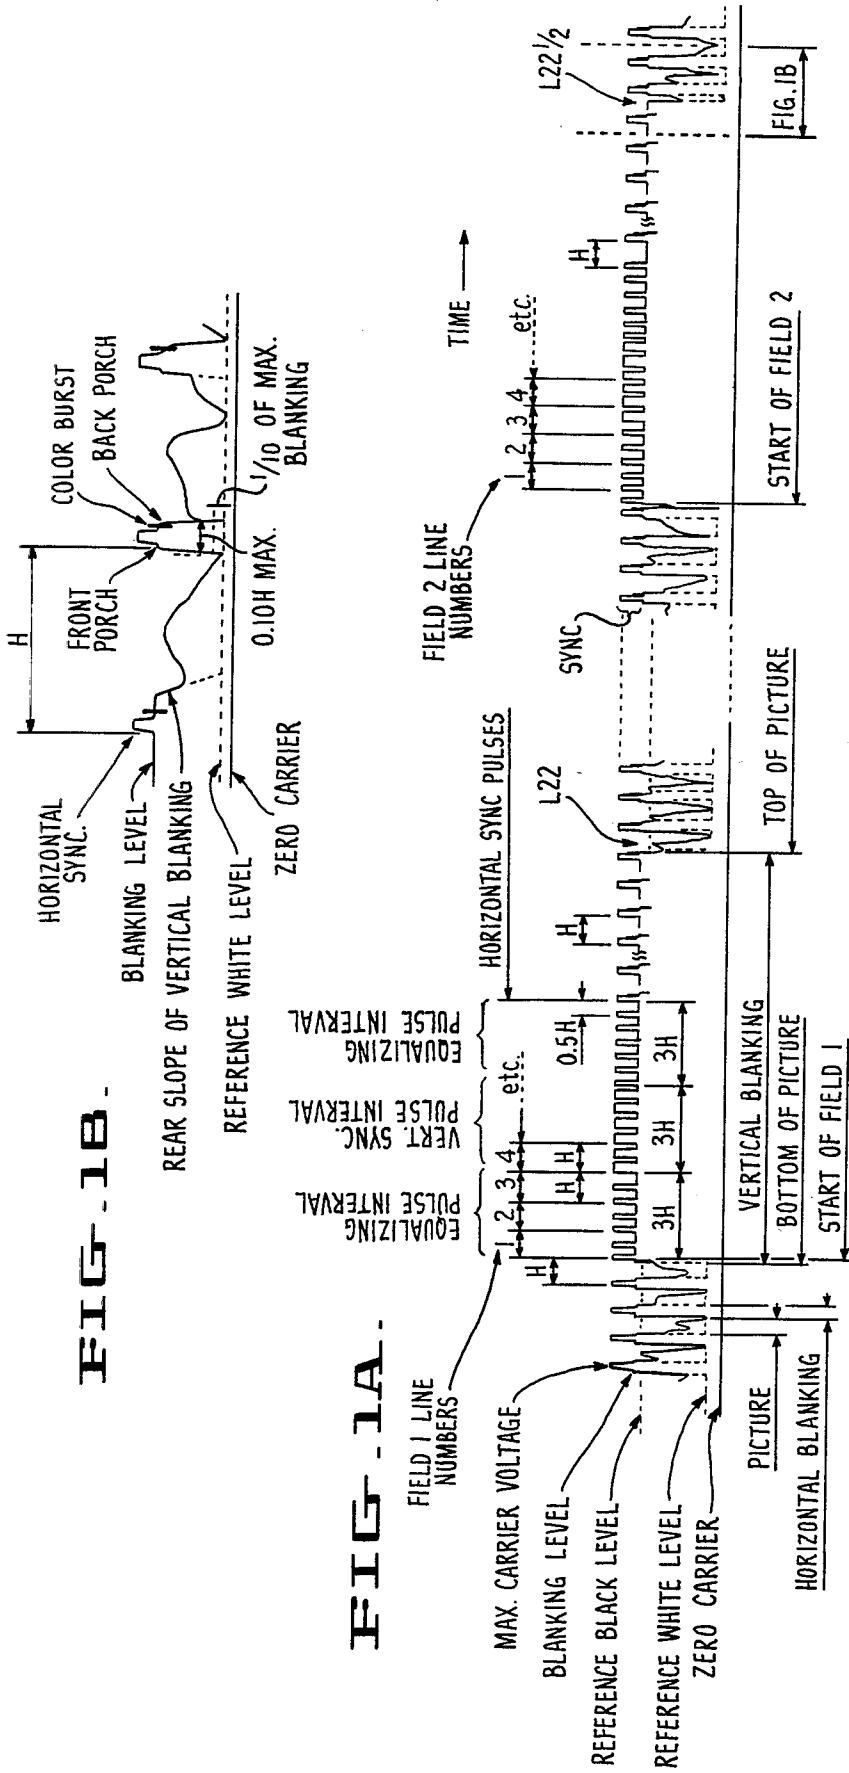 FIG. 1B.
HORIZONTAL
SYNC.
BLANKING LEVEL
REAR SLOPE OF VERTICAL BLANKING
REFERENCE WHITE LEVEL
ZERO CARRIER
H
FRONT
PORCH
COLOR BURST
BACK PORCH
0.10H MAX.
1/10 OF MAX.
BLANKING
FIG. 1A.
FIELD 1 LINE
NUMBERS
MAX. CARRIER VOLTAGE
BLANKING LEVEL
REFERENCE BLACK LEVEL
REFERENCE WHITE LEVEL
ZERO CARRIER
PICTURE
HORIZONTAL BLANKING
EQUALIZING
PULSE INTERVAL
VERT. SYNC.
PULSE INTERVAL
EQUALIZING
PULSE INTERVAL
H
1 2 3 4 etc.
H H
0.5H
H
3H 3H 3H
HORIZONTAL SYNC PULSES
L22
VERTICAL BLANKING
BOTTOM OF PICTURE
START OF FIELD 1
TOP OF PICTURE
SYNC
FIELD 2 LINE
NUMBERS
1 2 3 4 etc.
TIME
H
START OF FIELD 2
L22 1/2
FIG. 1B